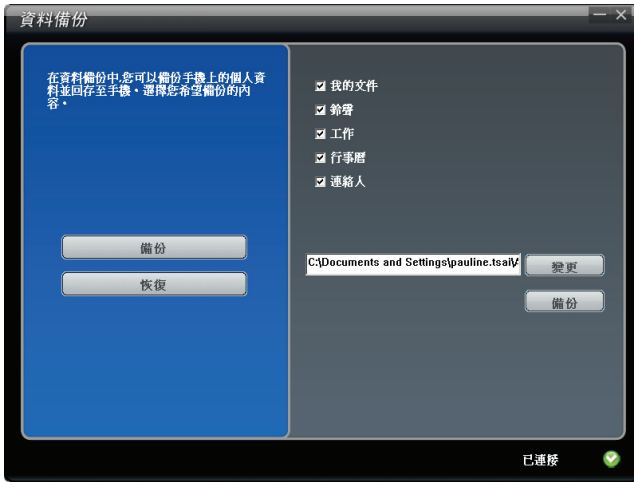 資料備份
在資料備份中,您可以備份手機上的個人資
料並回存至手機。選擇您希望備份的內
容。
我的文件
鈴聲
工作
行事曆
連絡人
備份
恢復
C:\Documents and Settings\pauline.tsai\
變更
備份
已連接